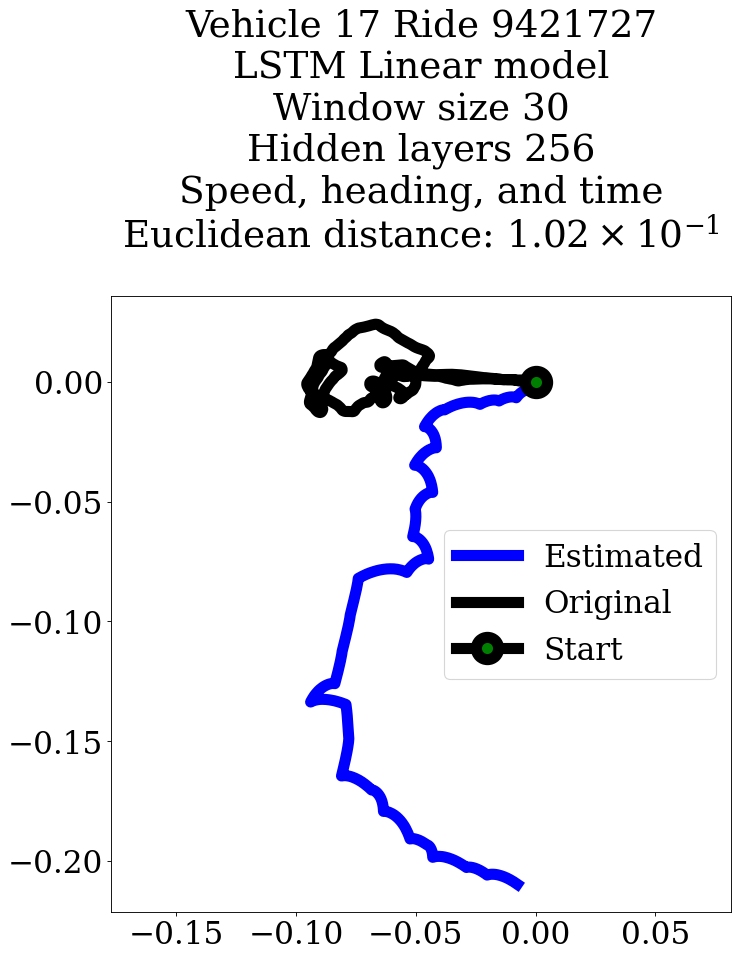 Vehicle 17 Ride 9421727
LSTM Linear model
Window size 30
Hidden layers 256
Speed, heading, and time
Euclidean distance: 1.02 × 10⁻¹
0.00
−0.05
−0.10
−0.15
−0.20
Estimated
Original
Start
−0.15 −0.10 −0.05 0.00 0.05